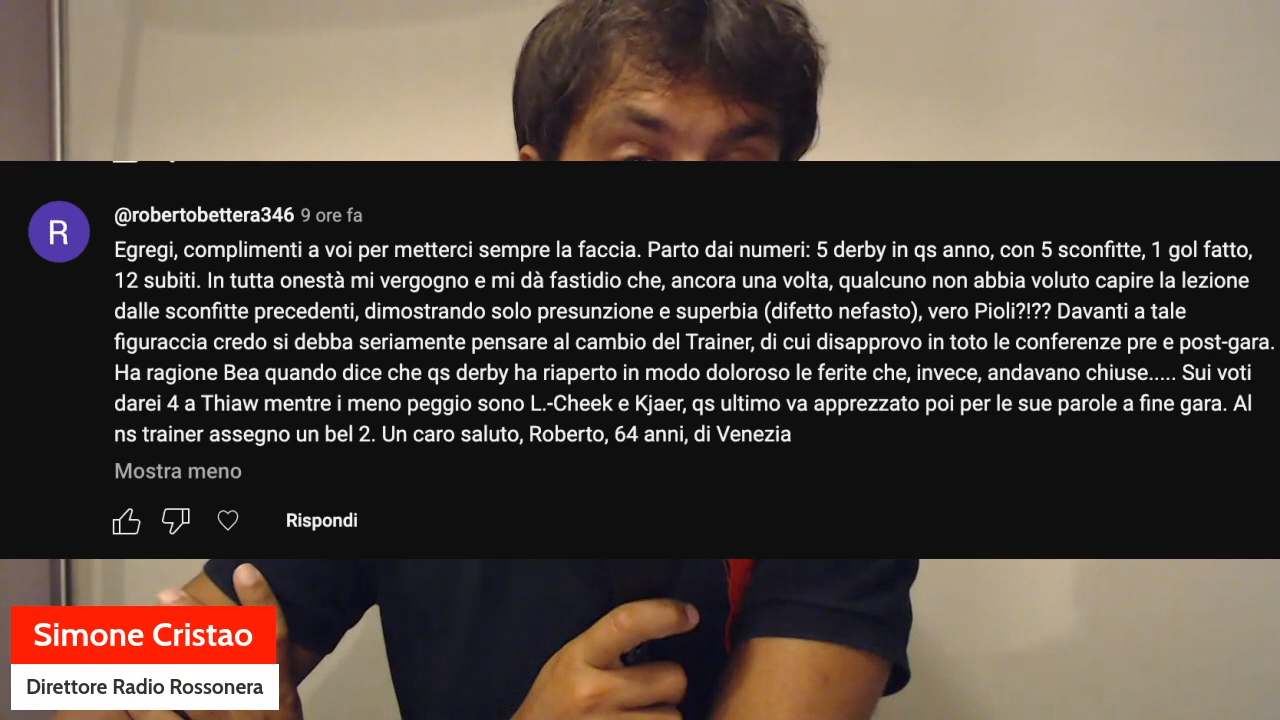 R
@robertobettera346 9 ore fa
Egregi, complimenti a voi per metterci sempre la faccia. Parto dai numeri: 5 derby in qs anno, con 5 sconfitte, 1 gol fatto,
12 subiti. In tutta onestà mi vergogno e mi dà fastidio che, ancora una volta, qualcuno non abbia voluto capire la lezione
dalle sconfitte precedenti, dimostrando solo presunzione e superbia (difetto nefasto), vero Pioli?!?? Davanti a tale
figuraccia credo si debba seriamente pensare al cambio del Trainer, di cui disapprovo in toto le conferenze pre e post-gara.
Ha ragione Bea quando dice che qs derby ha riaperto in modo doloroso le ferite che, invece, andavano chiuse..... Sui voti
darei 4 a Thiaw mentre i meno peggio sono L.-Cheek e Kjaer, qs ultimo va apprezzato poi per le sue parole a fine gara. Al
ns trainer assegno un bel 2. Un caro saluto, Roberto, 64 anni, di Venezia
Mostra meno
Rispondi
Simone Cristao
Direttore Radio Rossonera